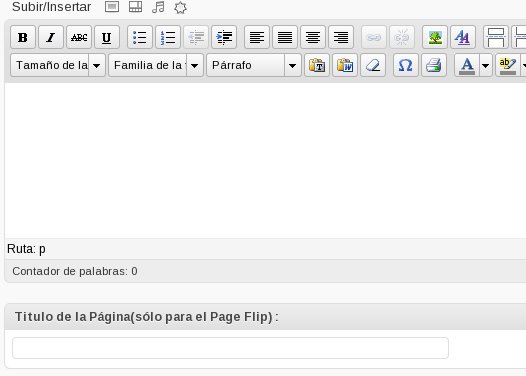 Subir/Insertar
B I ABC U
Tamaño de la Familia de la Párrafo
Ruta: p
Contador de palabras: 0
Titulo de la Página(sólo para el Page Flip) :